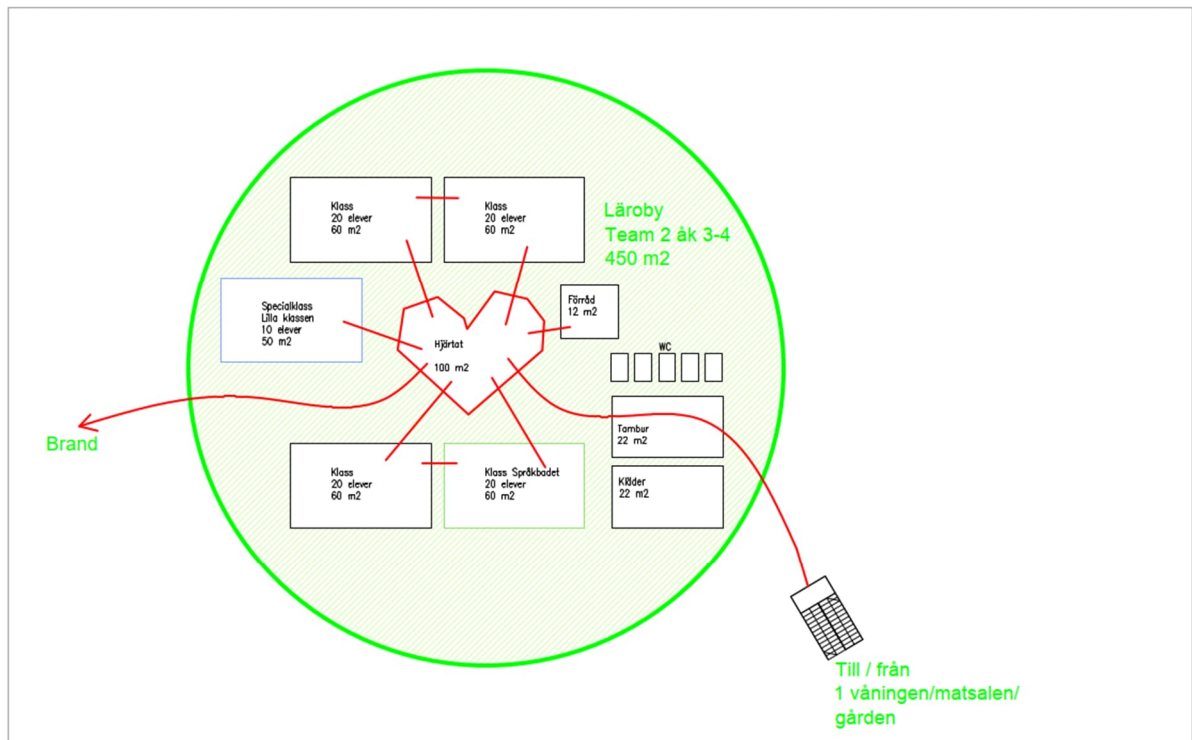 Klass
20 elever
60 m2
Klass
20 elever
60 m2
Läroby
Team 2 åk 3-4
450 m2
Specialklass
Lilla klassen
10 elever
50 m2
Förråd
12 m2
Hjärtat
100 m2
WC
Tambur
22 m2
Brand
Klass
20 elever
60 m2
Klass Språkbadet
20 elever
60 m2
22 m2
Till / från
1 våningen/matsalen/
gården